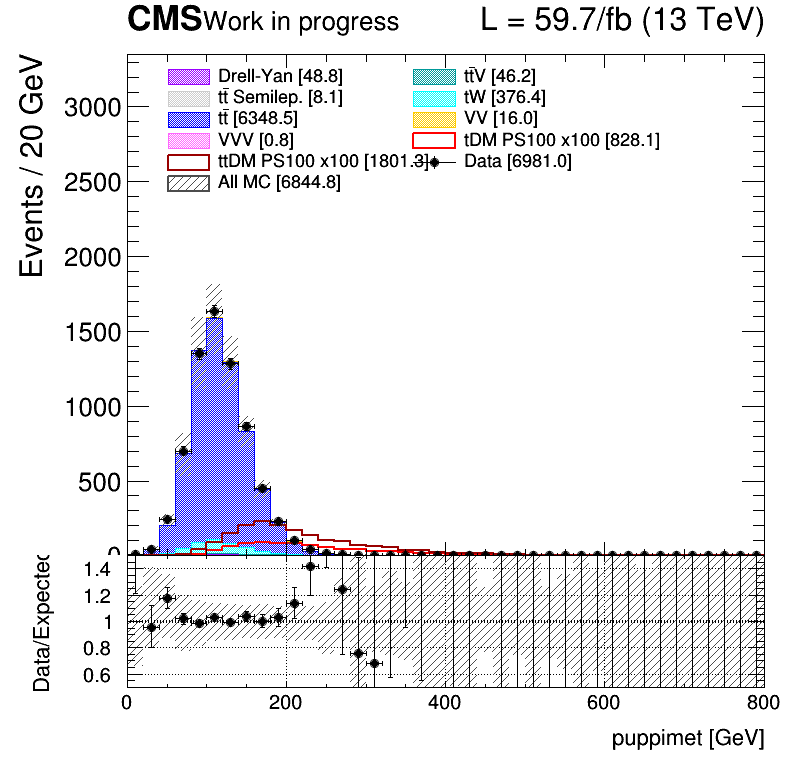 CMS Work in progress L = 59.7/fb (13 TeV)
Events / 20 GeV
3000
2500
2000
1500
1000
500
0
Drell-Yan [48.8]
tt̄V [46.2]
tt̄ Semilep. [8.1]
tW [376.4]
tt̄ [6348.5]
VV [16.0]
VVV [0.8]
tDM PS100 x100 [828.1]
ttDM PS100 x100 [1801.3]
Data [6981.0]
All MC [6844.8]
Data/Expected
1.4
1.2
1
0.8
0.6
0 200 400 600 800
puppimet [GeV]